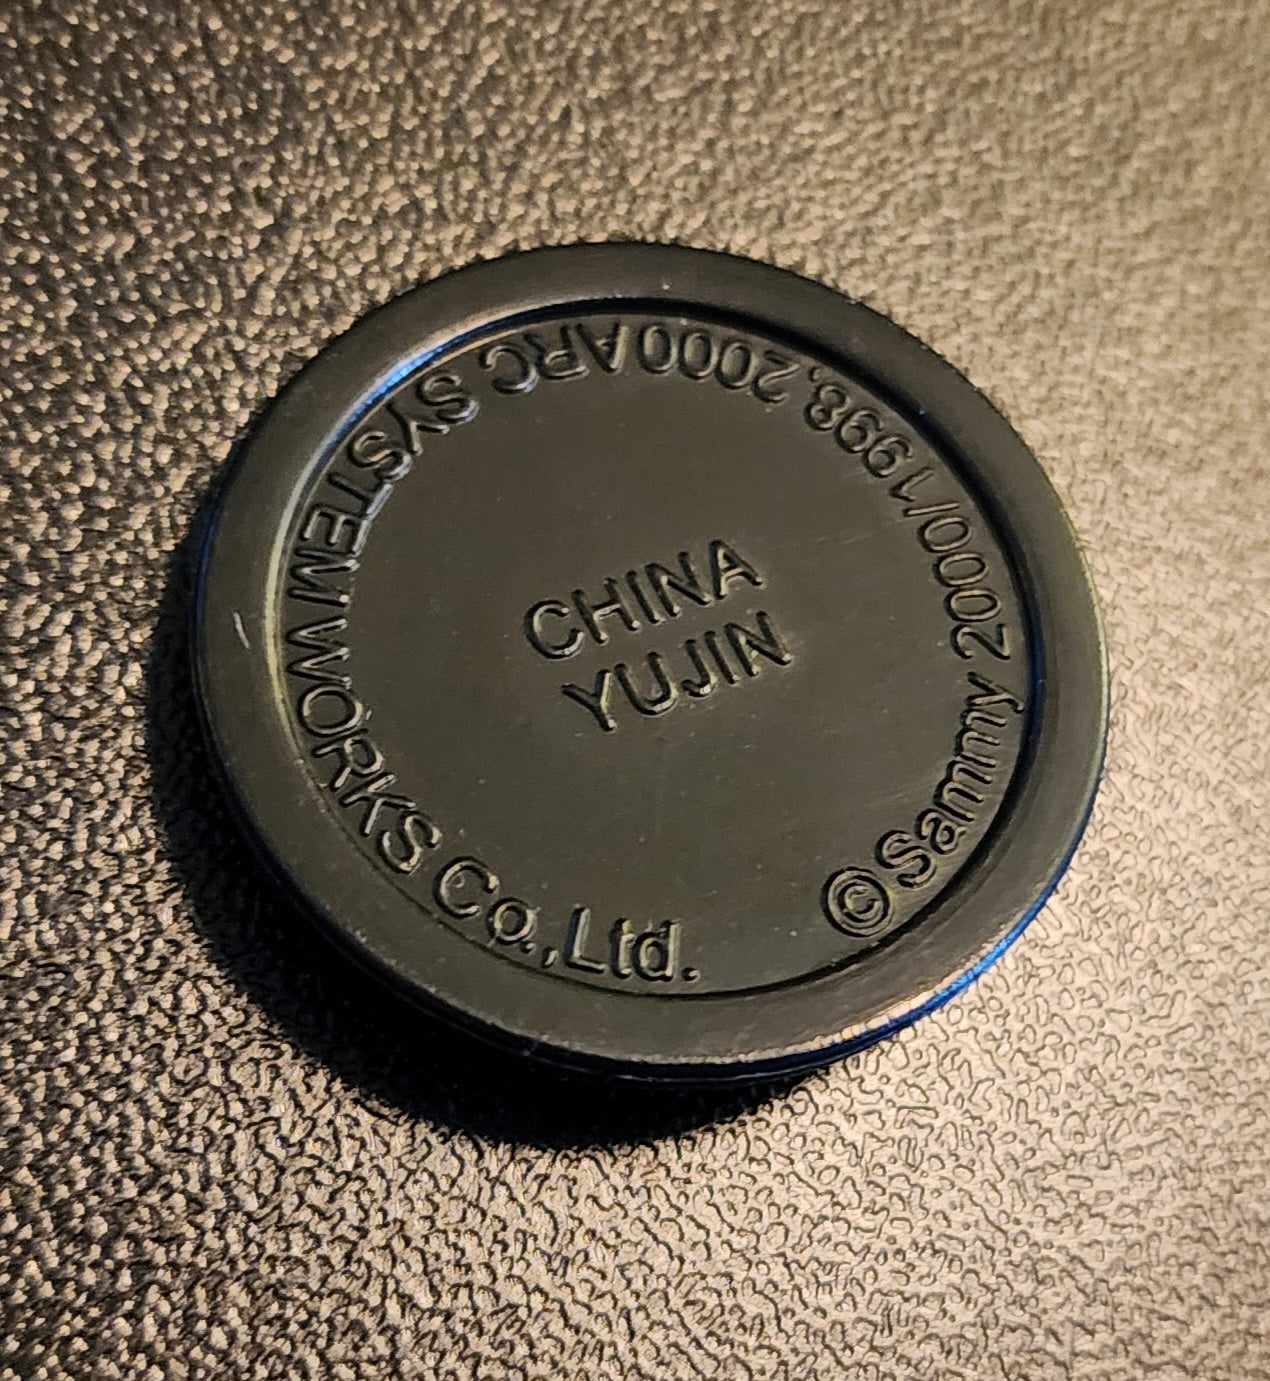 ©Sammy 2000/1998,2000 ARC SYSTEM WORKS Co.,Ltd.
CHINA
YUJIN